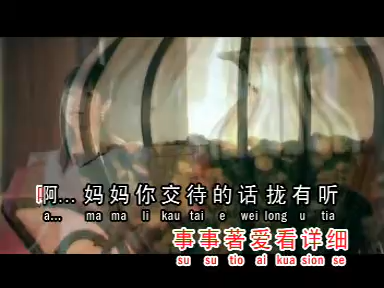 啊...妈妈你交待的话拢有听
a... ma ma li kau tai e wei long u tia
事事著爱看详细
su su tio ai kua sion se